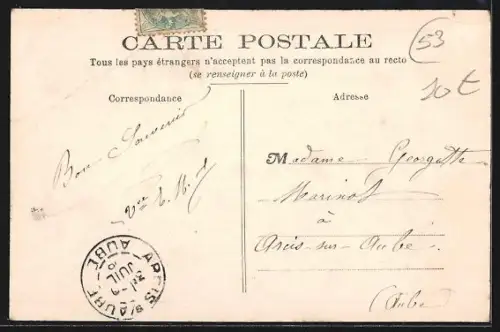 CARTE POSTALE
Tous les pays étrangers n'acceptent pas la correspondance au recto
(se renseigner à la poste)
Correspondance
Adresse
53
10t
Bon Souvenir
Madame Georgette
Marinot
à
Arcis-sur-Aube
(Aube
ARCIS-S-AUBE
AUBE
JUIL